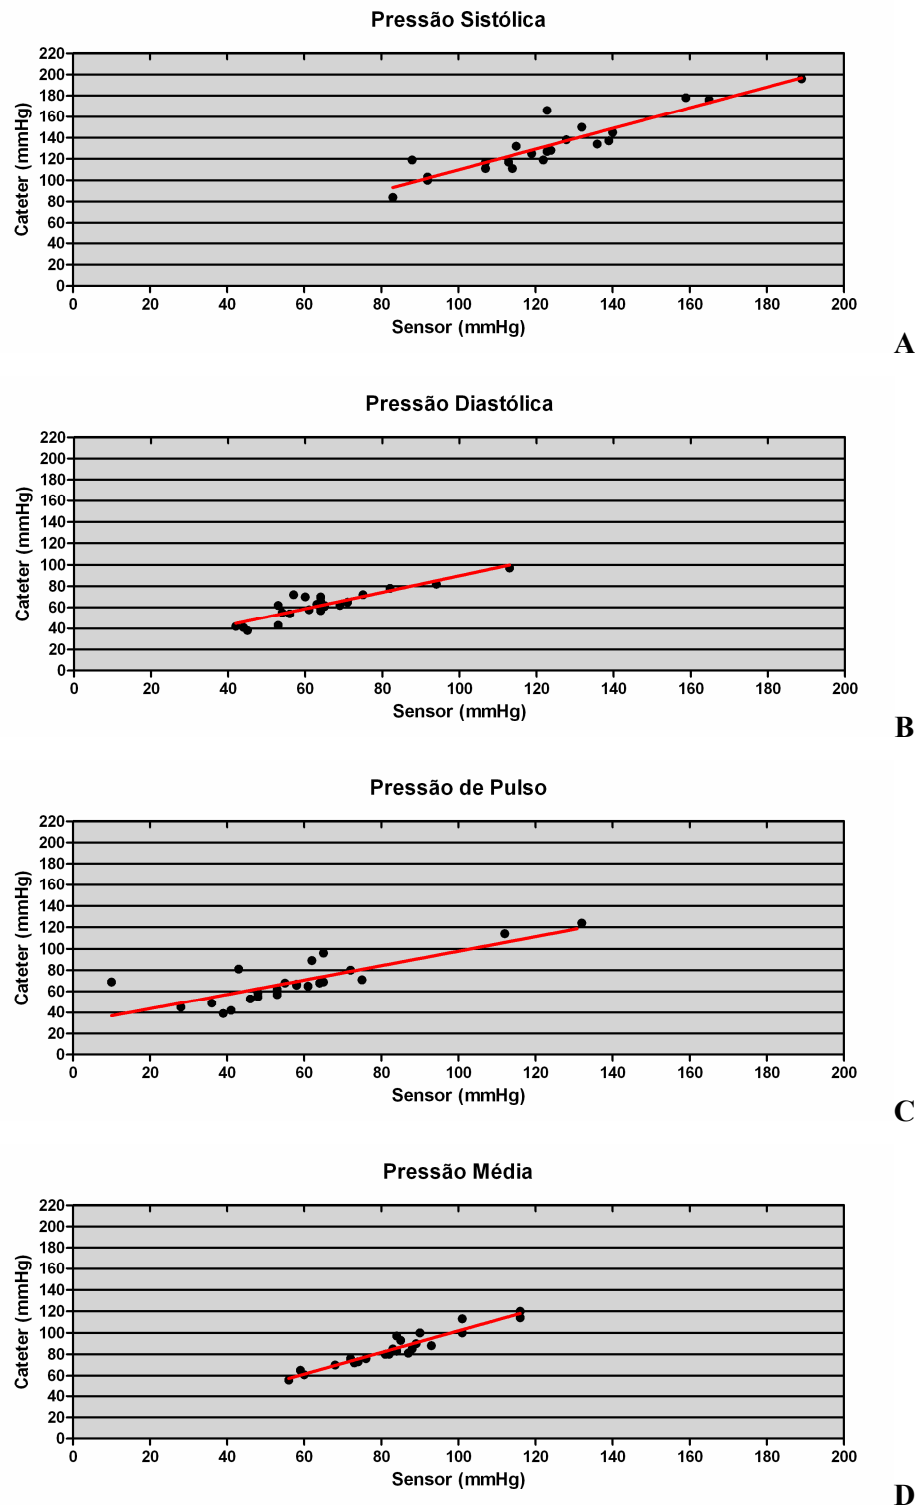 Pressão Sistólica
220
200
180
160
140
120
100
80
60
40
20
0
Cateter (mmHg)
0 20 40 60 80 100 120 140 160 180 200
Sensor (mmHg)
A
Pressão Diastólica
220
200
180
160
140
120
100
80
60
40
20
0
Cateter (mmHg)
0 20 40 60 80 100 120 140 160 180 200
Sensor (mmHg)
B
Pressão de Pulso
220
200
180
160
140
120
100
80
60
40
20
0
Cateter (mmHg)
0 20 40 60 80 100 120 140 160 180 200
Sensor (mmHg)
C
Pressão Média
220
200
180
160
140
120
100
80
60
40
20
0
Cateter (mmHg)
0 20 40 60 80 100 120 140 160 180 200
Sensor (mmHg)
D